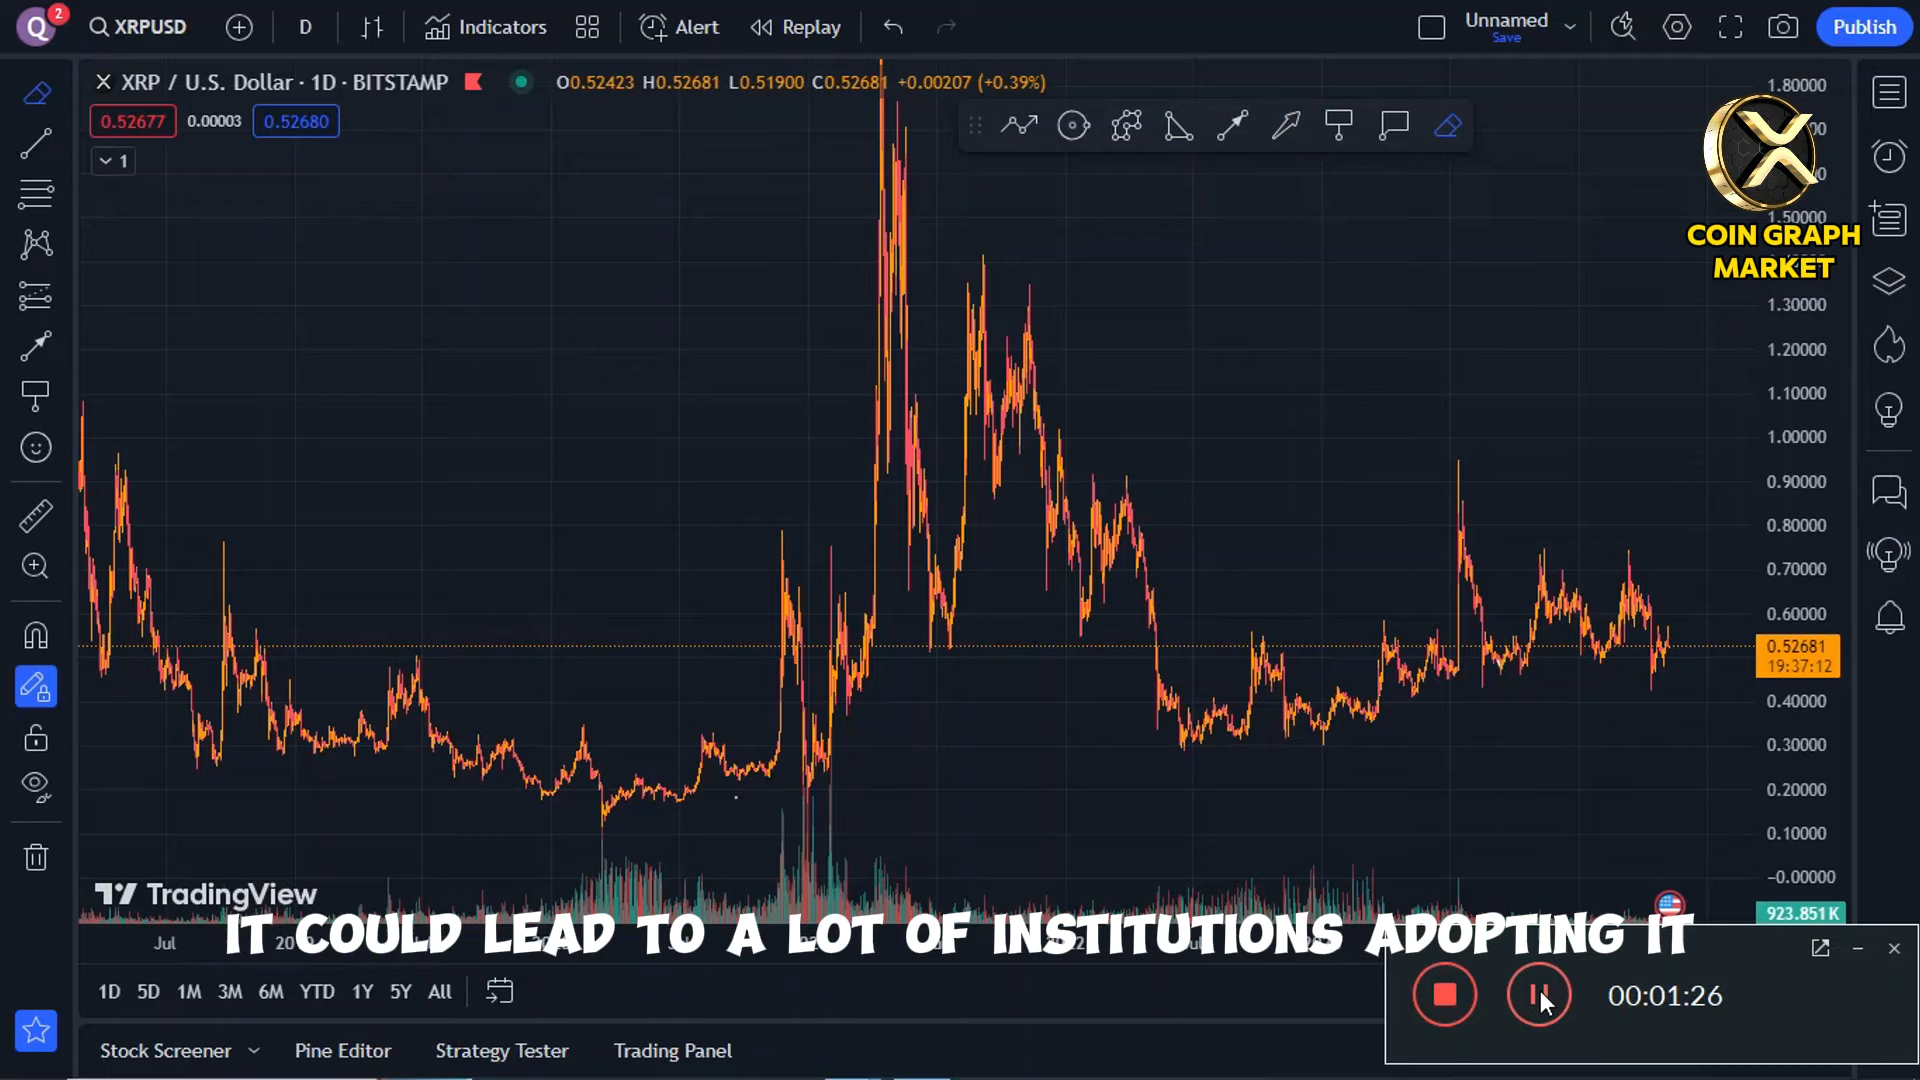 Q 2 XRPUSD D Indicators Alert Replay Unnamed Save Publish
XRP / U.S. Dollar · 1D · BITSTAMP O0.52423 H0.52681 L0.51900 C0.52681 +0.00207 (+0.39%)
0.52677 0.00003 0.52680
1
COIN GRAPH
MARKET
1.80000
1.50000
1.30000
1.20000
1.10000
1.00000
0.90000
0.80000
0.70000
0.60000
0.52681
19:37:12
0.40000
0.30000
0.20000
0.10000
−0.00000
923.851K
TradingView
IT COULD LEAD TO A LOT OF INSTITUTIONS ADOPTING IT
Jul
1D 5D 1M 3M 6M YTD 1Y 5Y All
00:01:26
Stock Screener Pine Editor Strategy Tester Trading Panel